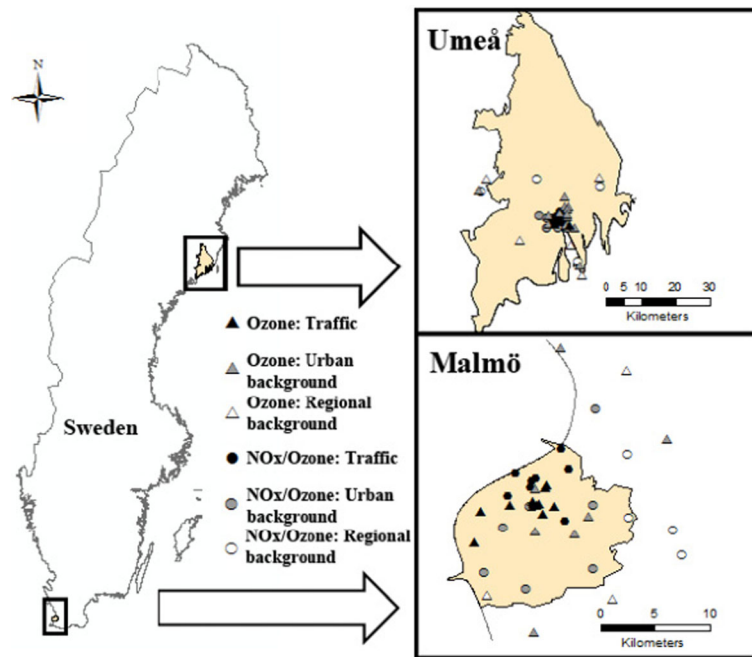 N
Sweden
Ozone: Traffic
Ozone: Urban
background
Ozone: Regional
background
NOx/Ozone: Traffic
NOx/Ozone: Urban
background
NOx/Ozone: Regional
background
Umeå
0 5 10 20 30
Kilometers
Malmö
0 5 10
Kilometers